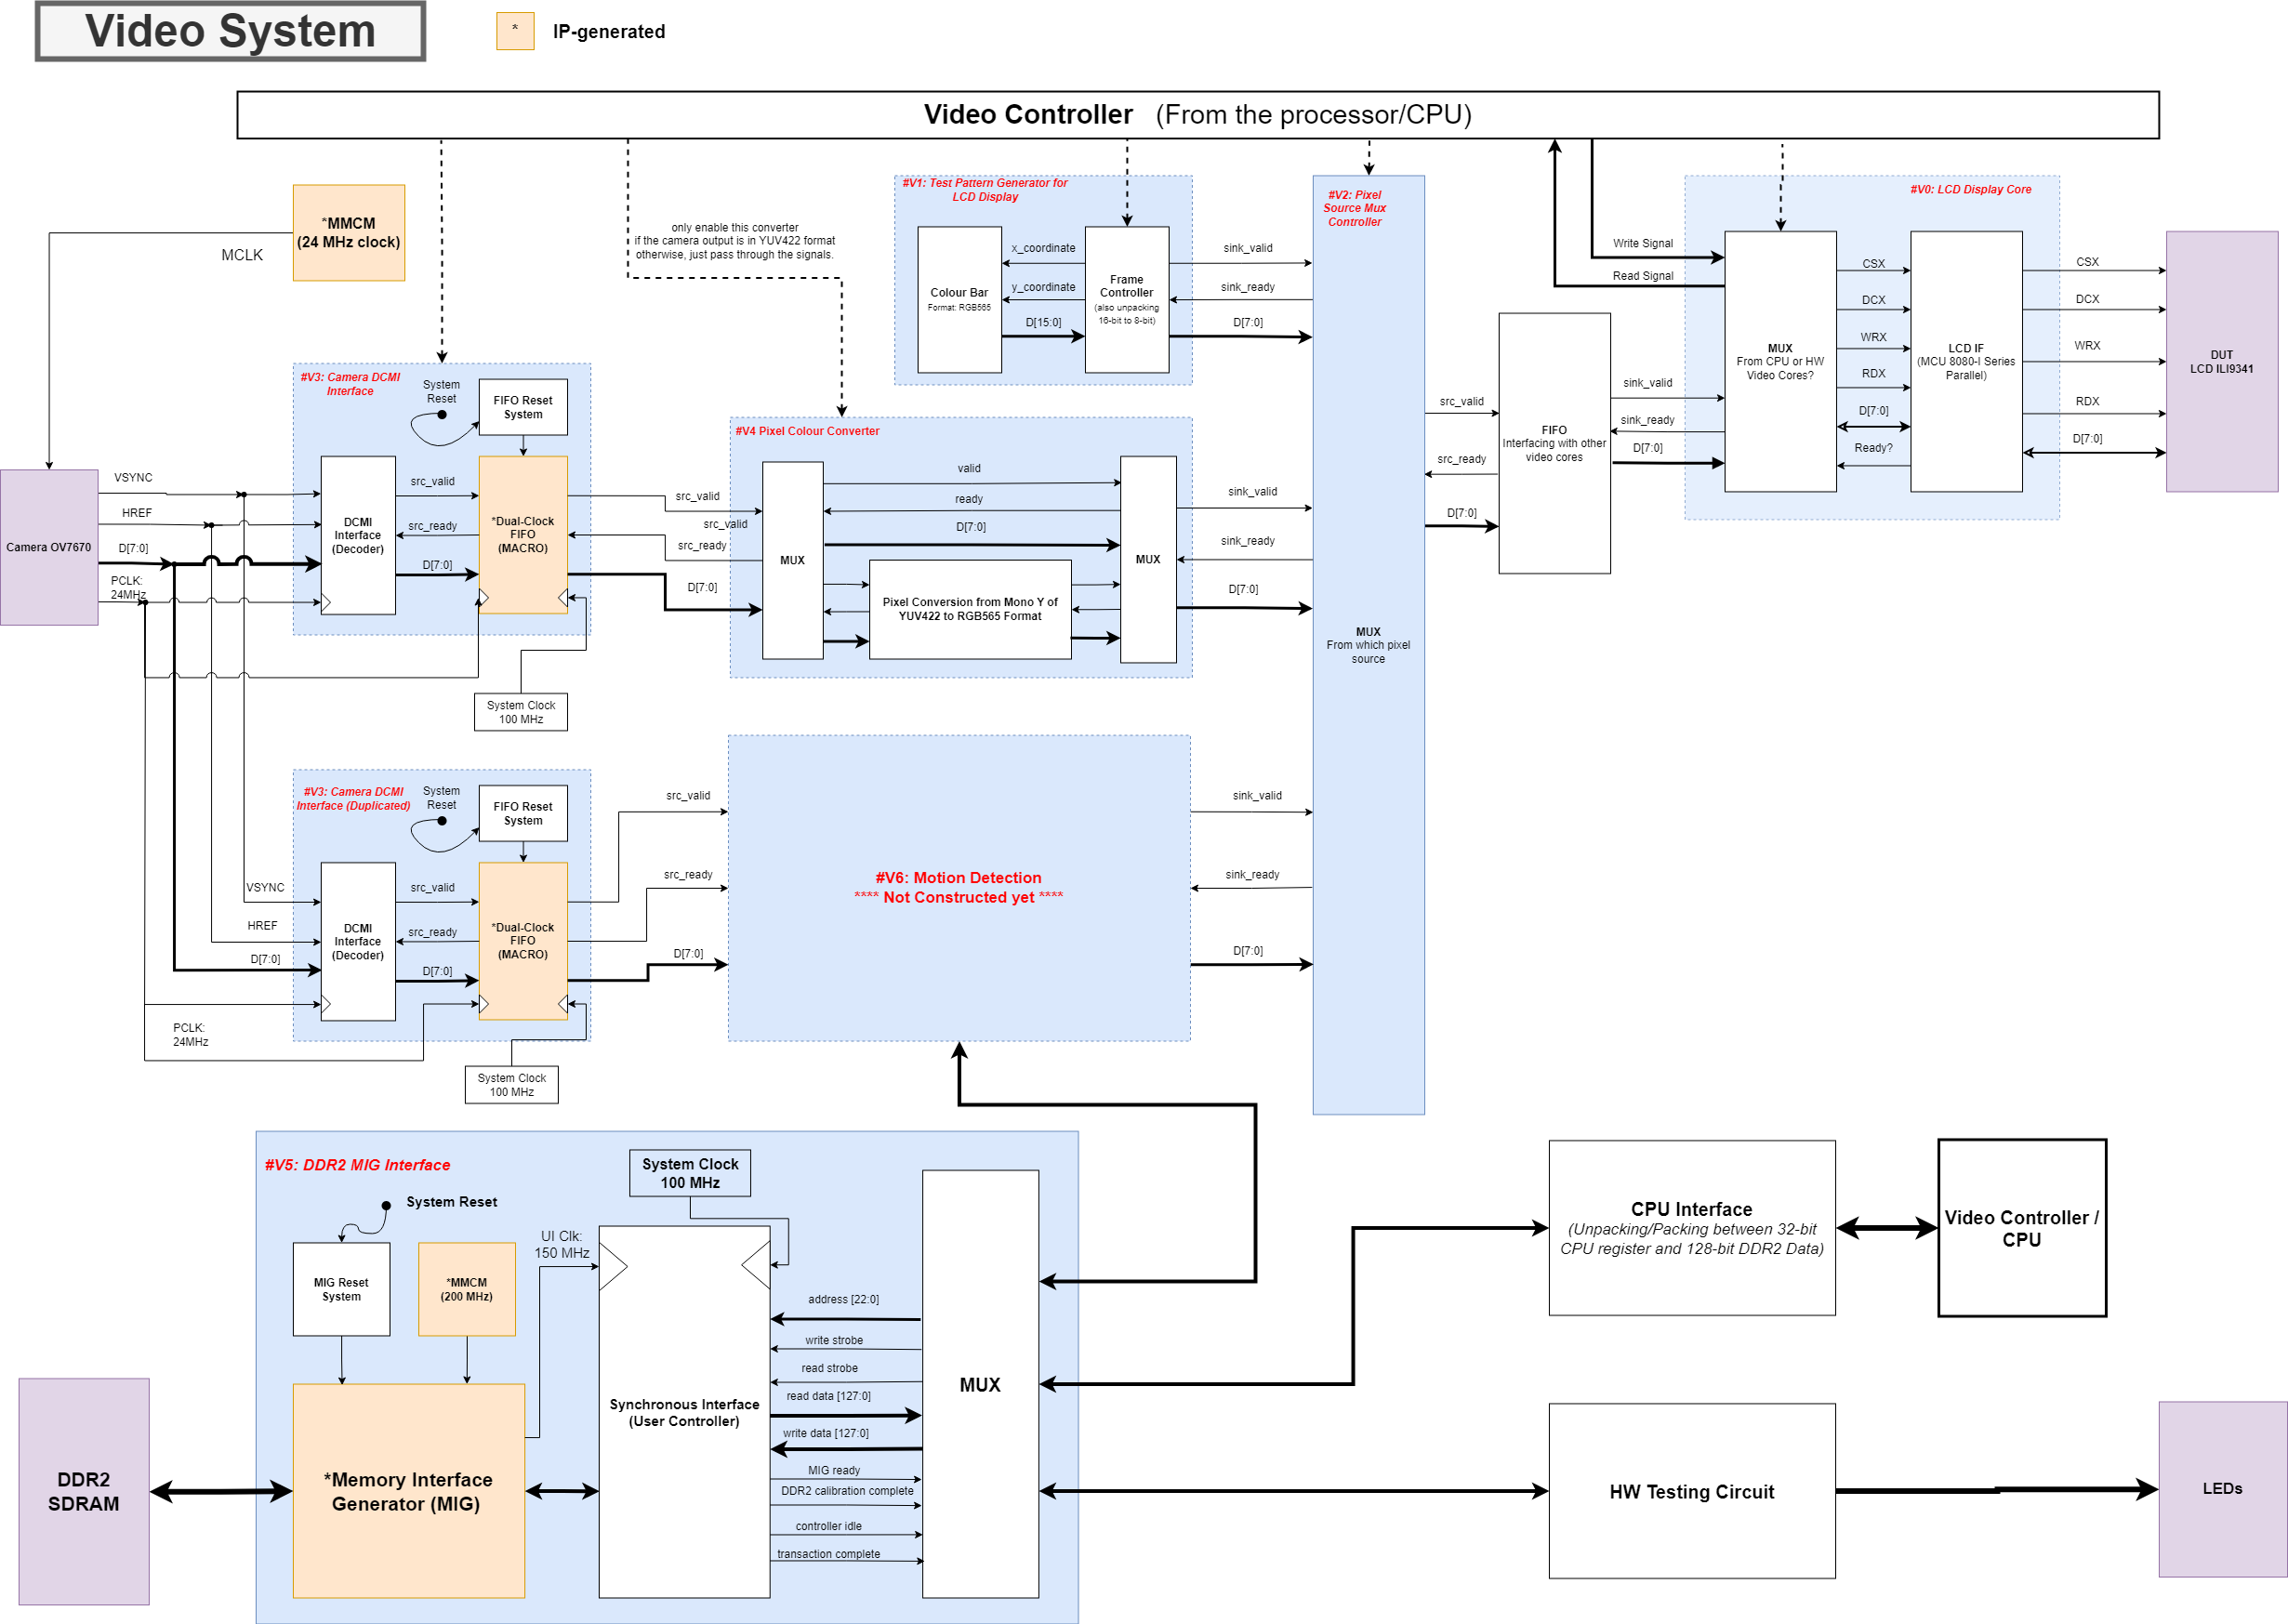 Video System
*
IP-generated
Video Controller (From the processor/CPU)
*MMCM
(24 MHz clock)
MCLK
only enable this converter
if the camera output is in YUV422 format
otherwise, just pass through the signals.
#V1: Test Pattern Generator for
LCD Display
Colour Bar
Format: RGB565
x_coordinate
y_coordinate
D[15:0]
Frame
Controller
(also unpacking
16-bit to 8-bit)
sink_valid
sink_ready
D[7:0]
#V2: Pixel
Source Mux
Controller
MUX
From which pixel
source
src_valid
src_ready
D[7:0]
FIFO
Interfacing with other
video cores
sink_valid
sink_ready
D[7:0]
Write Signal
Read Signal
#V0: LCD Display Core
MUX
From CPU or HW
Video Cores?
CSX
DCX
WRX
RDX
D[7:0]
Ready?
LCD IF
(MCU 8080-I Series
Parallel)
CSX
DCX
WRX
RDX
D[7:0]
DUT
LCD ILI9341
Camera OV7670
VSYNC
HREF
D[7:0]
PCLK:
24MHz
#V3: Camera DCMI
Interface
System
Reset
FIFO Reset
System
DCMI
Interface
(Decoder)
src_valid
src_ready
D[7:0]
*Dual-Clock
FIFO
(MACRO)
System Clock
100 MHz
src_valid
src_valid
src_ready
D[7:0]
#V4 Pixel Colour Converter
MUX
valid
ready
D[7:0]
Pixel Conversion from Mono Y of
YUV422 to RGB565 Format
MUX
sink_valid
sink_ready
D[7:0]
#V3: Camera DCMI
Interface (Duplicated)
System
Reset
FIFO Reset
System
VSYNC
HREF
D[7:0]
PCLK:
24MHz
DCMI
Interface
(Decoder)
src_valid
src_ready
D[7:0]
*Dual-Clock
FIFO
(MACRO)
System Clock
100 MHz
src_valid
src_ready
D[7:0]
#V6: Motion Detection
**** Not Constructed yet ****
sink_valid
sink_ready
D[7:0]
#V5: DDR2 MIG Interface
System Reset
MIG Reset
System
*MMCM
(200 MHz)
UI Clk:
150 MHz
System Clock
100 MHz
DDR2
SDRAM
*Memory Interface
Generator (MIG)
Synchronous Interface
(User Controller)
address [22:0]
write strobe
read strobe
read data [127:0]
write data [127:0]
MIG ready
DDR2 calibration complete
controller idle
transaction complete
MUX
CPU Interface
(Unpacking/Packing between 32-bit
CPU register and 128-bit DDR2 Data)
Video Controller /
CPU
HW Testing Circuit
LEDs